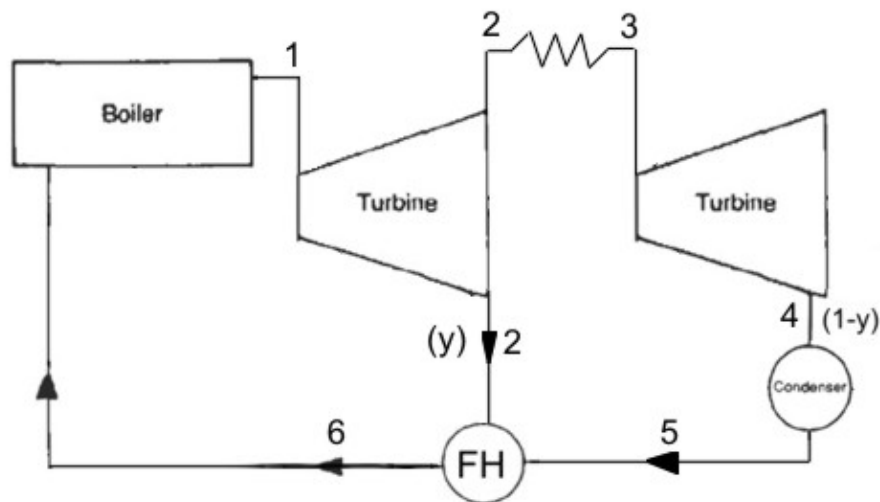 1
2
3
Boiler
Turbine
Turbine
(y)
2
4
(1-y)
Condenser
6
FH
5